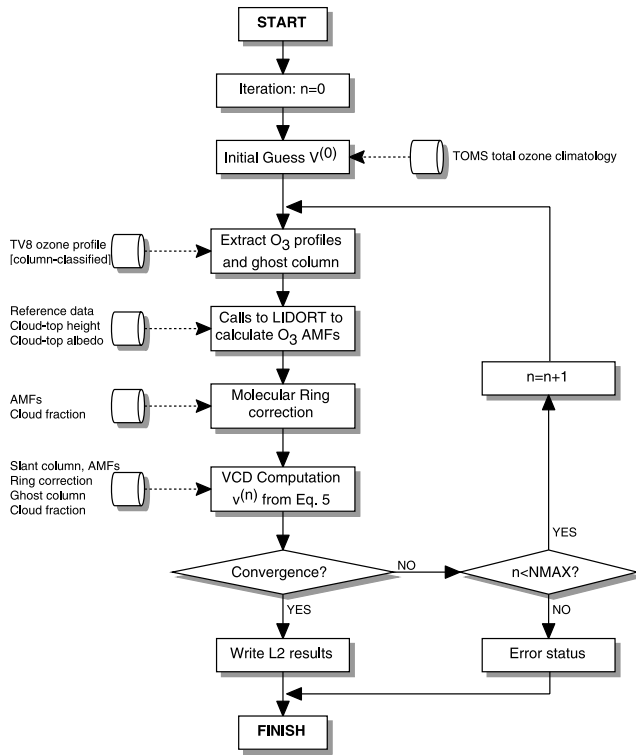 START
Iteration: n=0
Initial Guess V(0)
TOMS total ozone climatology
TV8 ozone profile
[column-classified]
Extract O3 profiles
and ghost column
Reference data
Cloud-top height
Cloud-top albedo
Calls to LIDORT to
calculate O3 AMFs
n=n+1
AMFs
Cloud fraction
Molecular Ring
correction
Slant column, AMFs
Ring correction
Ghost column
Cloud fraction
VCD Computation
v(n) from Eq. 5
YES
Convergence?
NO
n<NMAX?
YES
NO
Write L2 results
Error status
FINISH